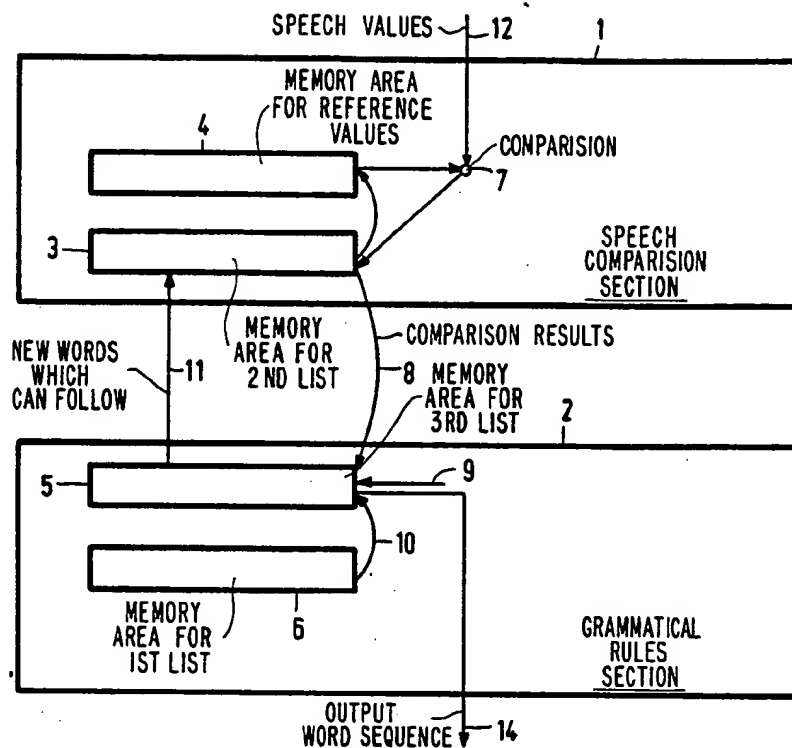 SPEECH VALUES
12
1
MEMORY AREA
FOR REFERENCE
VALUES
4
COMPARISION
7
3
SPEECH
COMPARISION
SECTION
MEMORY
AREA FOR
2ND LIST
COMPARISON RESULTS
NEW WORDS
WHICH
CAN FOLLOW
11
8
MEMORY
AREA FOR
3RD LIST
2
5
9
10
MEMORY
AREA FOR
1ST LIST
6
GRAMMATICAL
RULES
SECTION
OUTPUT
WORD SEQUENCE
14